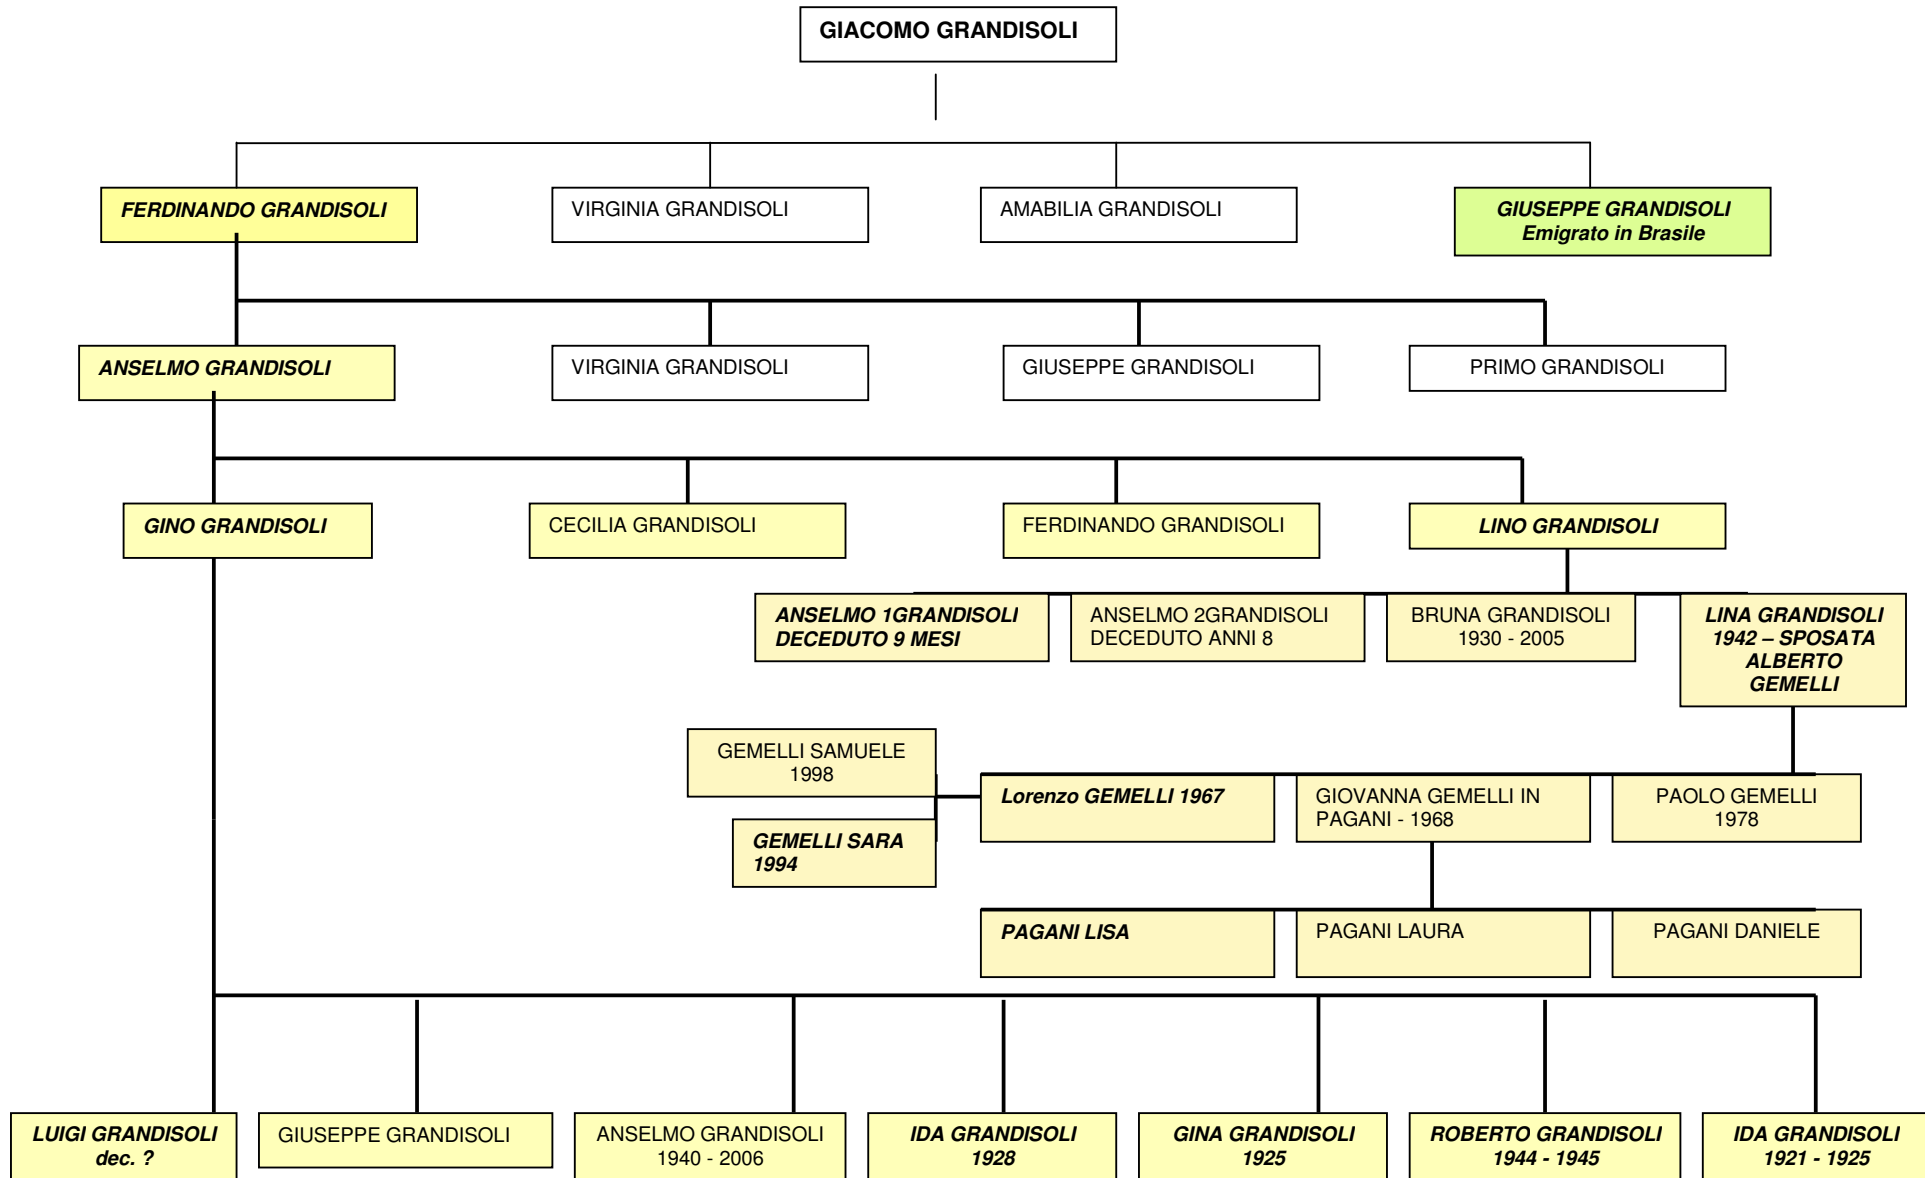 GIACOMO GRANDISOLI
FERDINANDO GRANDISOLI
VIRGINIA GRANDISOLI
AMABILIA GRANDISOLI
GIUSEPPE GRANDISOLI
Emigrato in Brasile
ANSELMO GRANDISOLI
VIRGINIA GRANDISOLI
GIUSEPPE GRANDISOLI
PRIMO GRANDISOLI
GINO GRANDISOLI
CECILIA GRANDISOLI
FERDINANDO GRANDISOLI
LINO GRANDISOLI
ANSELMO 1GRANDISOLI
DECEDUTO 9 MESI
ANSELMO 2GRANDISOLI
DECEDUTO ANNI 8
BRUNA GRANDISOLI
1930 - 2005
LINA GRANDISOLI
1942 – SPOSATA
ALBERTO
GEMELLI
GEMELLI SAMUELE
1998
GEMELLI SARA
1994
Lorenzo GEMELLI 1967
GIOVANNA GEMELLI IN
PAGANI - 1968
PAOLO GEMELLI
1978
PAGANI LISA
PAGANI LAURA
PAGANI DANIELE
LUIGI GRANDISOLI
dec. ?
GIUSEPPE GRANDISOLI
ANSELMO GRANDISOLI
1940 - 2006
IDA GRANDISOLI
1928
GINA GRANDISOLI
1925
ROBERTO GRANDISOLI
1944 - 1945
IDA GRANDISOLI
1921 - 1925